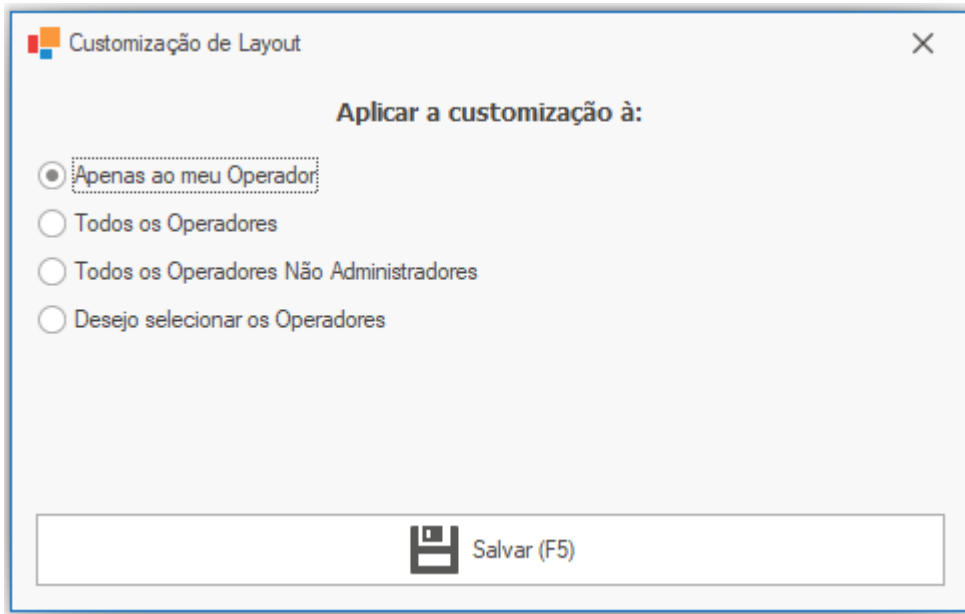 Customização de Layout
Aplicar a customização à:
Apenas ao meu Operador
Todos os Operadores
Todos os Operadores Não Administradores
Desejo selecionar os Operadores
Salvar (F5)